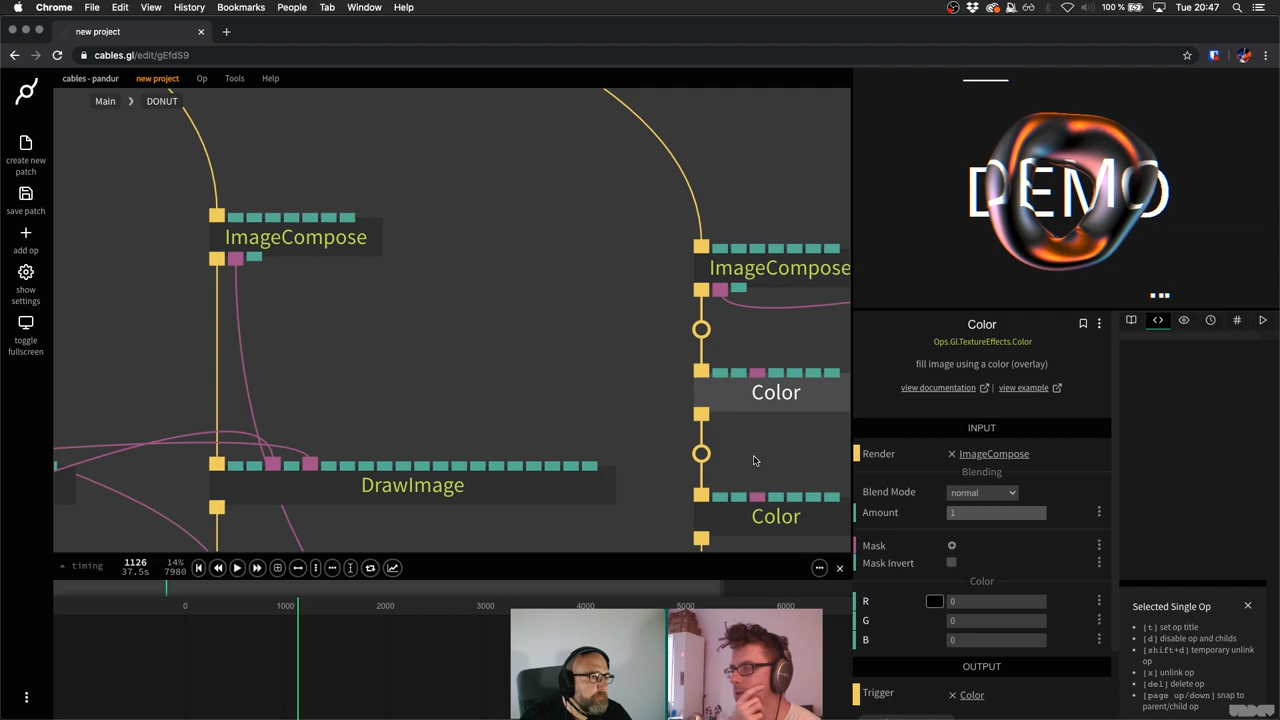 Chrome File Edit View History Bookmarks People Tab Window Help
100 % Tue 20:47
new project
cables.gl/edit/gEfdS9
cables - pandur new project Op Tools Help
Main DONUT
create new patch
save patch
add op
show settings
toggle fullscreen
ImageCompose
ImageCompose
Color
DrawImage
Color
DEMO
Color
Ops.Gl.TextureEffects.Color
fill image using a color (overlay)
view documentation | view example
INPUT
Render ImageCompose
Blending
Blend Mode normal
Amount 1
Mask
Mask Invert
Color
R 0
G 0
B 0
OUTPUT
Trigger Color
Selected Single Op
[t] set op title
[d] disable op and childs
[shift+d] temporary unlink op
[x] unlink op
[del] delete op
[page up/down] snap to parent/child op
timing 1126 37.5s 14% 7980
0 1000 2000 3000 4000 5000 6000